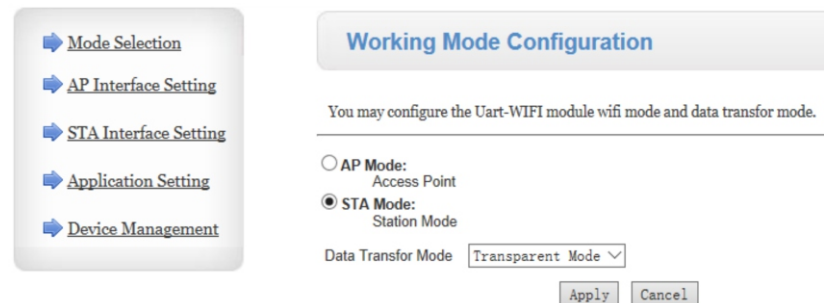 Mode Selection
AP Interface Setting
STA Interface Setting
Application Setting
Device Management
Working Mode Configuration
You may configure the Uart-WIFI module wifi mode and data transfor mode.
AP Mode:
Access Point
STA Mode:
Station Mode
Data Transfor Mode Transparent Mode
Apply Cancel